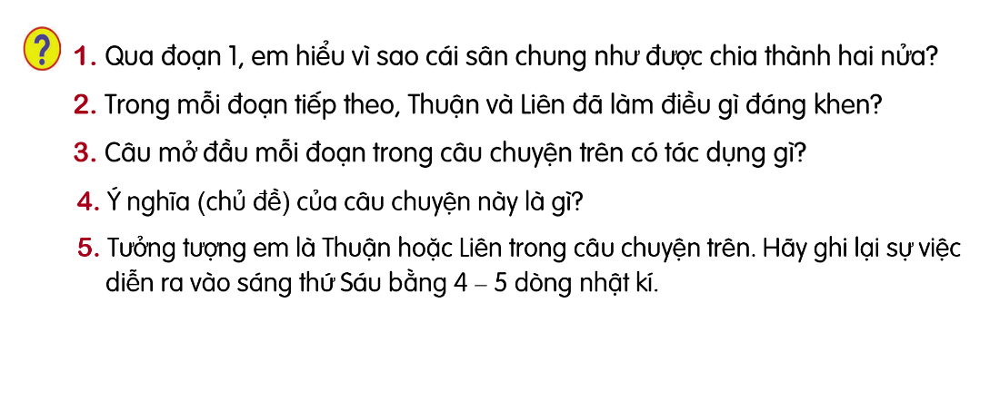 ?
1. Qua đoạn 1, em hiểu vì sao cái sân chung như được chia thành hai nửa?
2. Trong mỗi đoạn tiếp theo, Thuận và Liên đã làm điều gì đáng khen?
3. Câu mở đầu mỗi đoạn trong câu chuyện trên có tác dụng gì?
4. Ý nghĩa (chủ đề) của câu chuyện này là gì?
5. Tưởng tượng em là Thuận hoặc Liên trong câu chuyện trên. Hãy ghi lại sự việc
diễn ra vào sáng thứ Sáu bằng 4 – 5 dòng nhật kí.